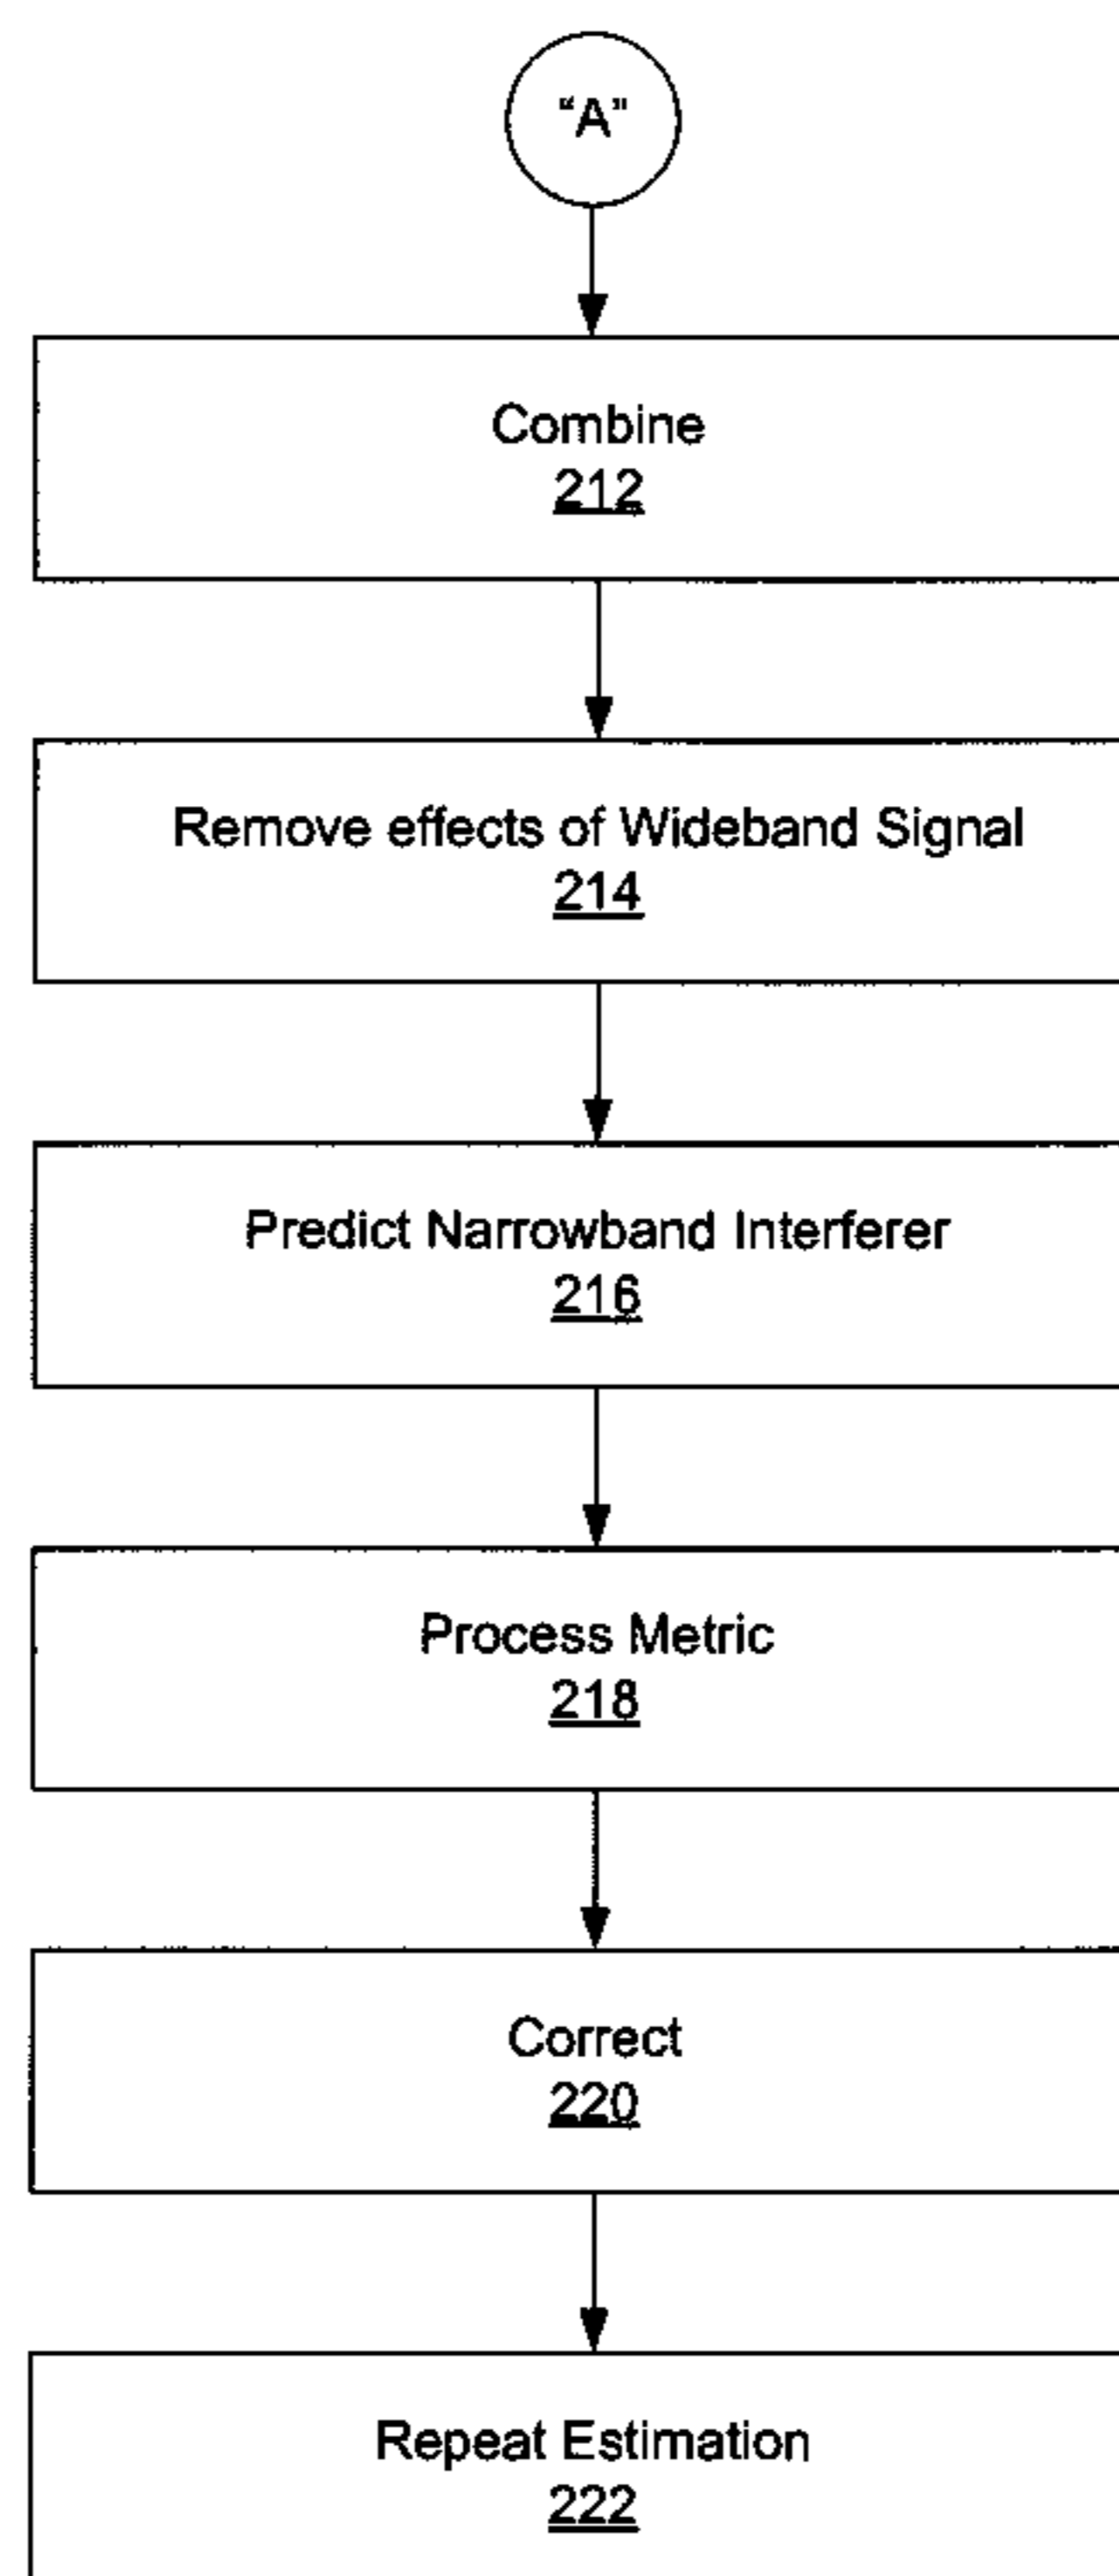 “A”
Combine
212
Remove effects of Wideband Signal
214
Predict Narrowband Interferer
216
Process Metric
218
Correct
220
Repeat Estimation
222